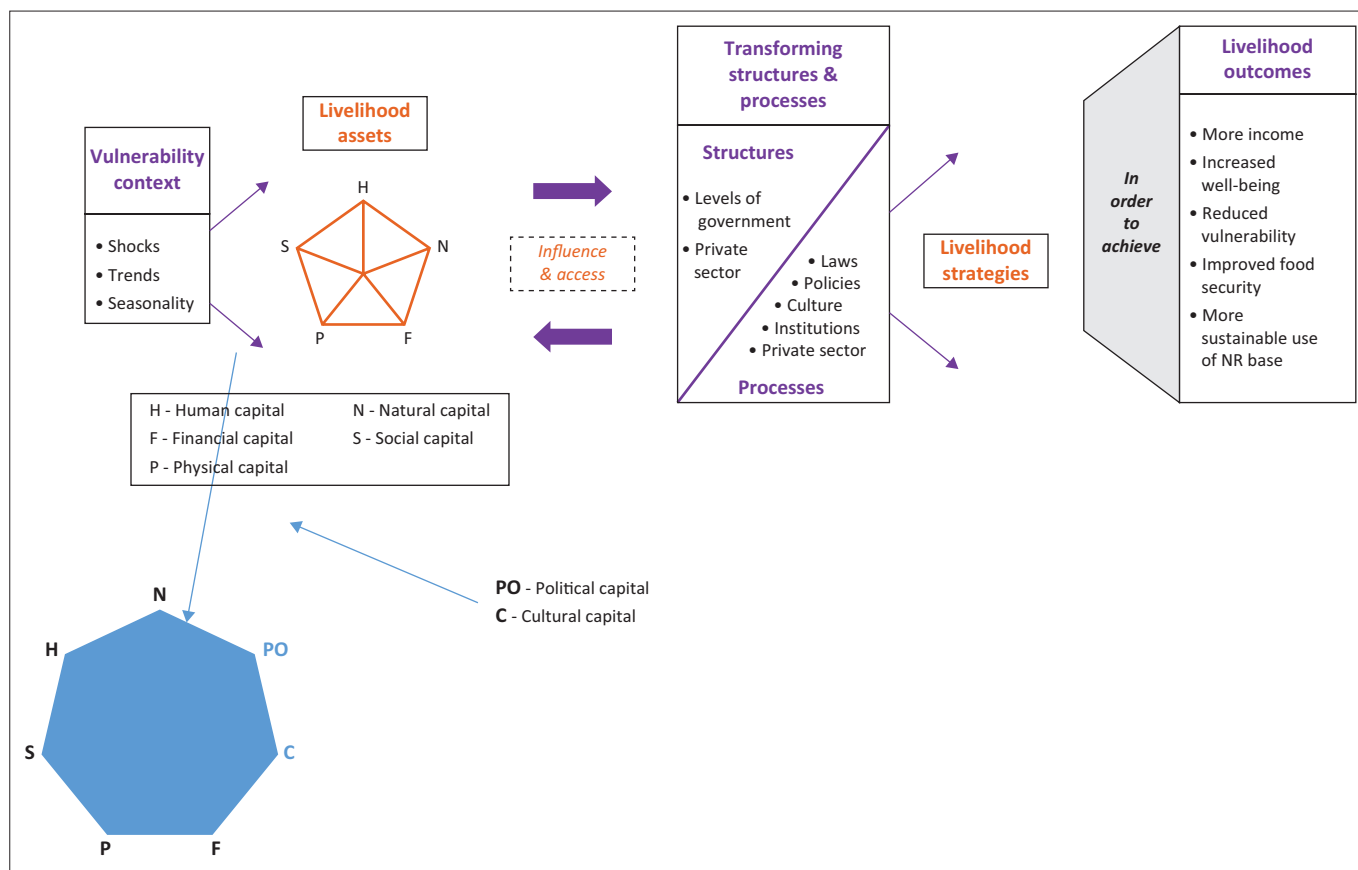 Vulnerability
context
• Shocks
• Trends
• Seasonality
Livelihood
assets
H
S
N
P
F
Influence
& access
Transforming
structures &
processes
Structures
• Levels of
government
• Private
sector
• Laws
• Policies
• Culture
• Institutions
• Private sector
Processes
Livelihood
strategies
In
order
to
achieve
Livelihood
outcomes
• More income
• Increased
well-being
• Reduced
vulnerability
• Improved food
security
• More
sustainable use
of NR base
H - Human capital
N - Natural capital
F - Financial capital
S - Social capital
P - Physical capital
PO - Political capital
C - Cultural capital
N
H
PO
S
C
P
F